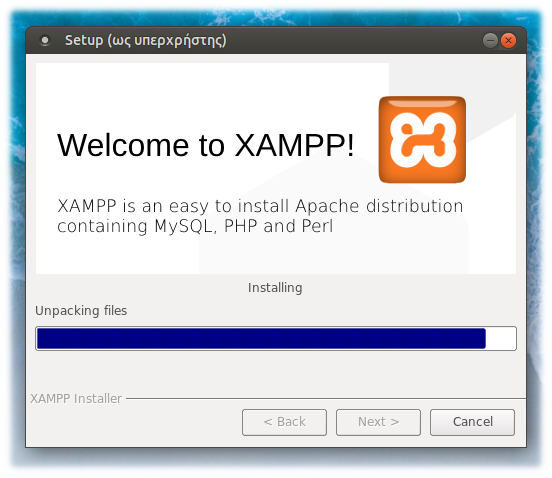 Setup (ως υπερχρήστης)
Welcome to XAMPP!
XAMPP is an easy to install Apache distribution
containing MySQL, PHP and Perl
Installing
Unpacking files
XAMPP Installer
< Back
Next >
Cancel